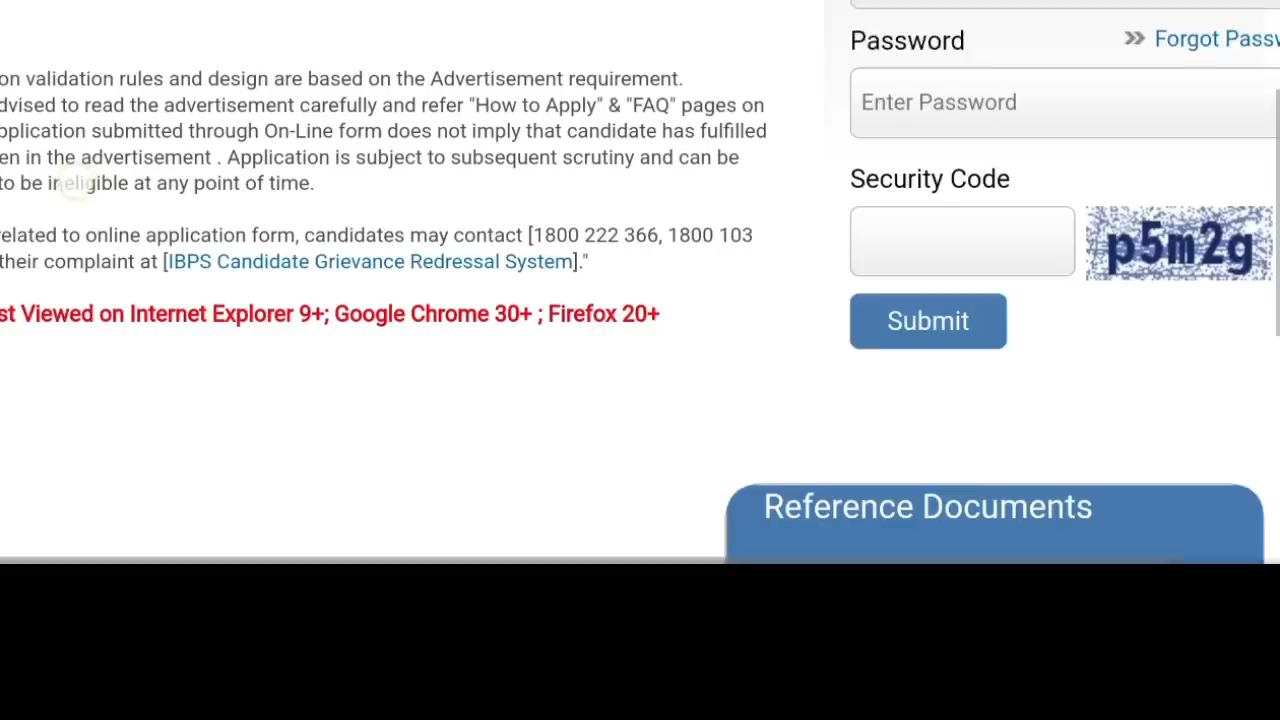 on validation rules and design are based on the Advertisement requirement.
dvised to read the advertisement carefully and refer "How to Apply" & "FAQ" pages on
pplication submitted through On-Line form does not imply that candidate has fulfilled
en in the advertisement . Application is subject to subsequent scrutiny and can be
to be ineligible at any point of time.
elated to online application form, candidates may contact [1800 222 366, 1800 103
their complaint at [IBPS Candidate Grievance Redressal System]."
st Viewed on Internet Explorer 9+; Google Chrome 30+ ; Firefox 20+
Password
Forgot Passw
Enter Password
Security Code
p5m2g
Submit
Reference Documents